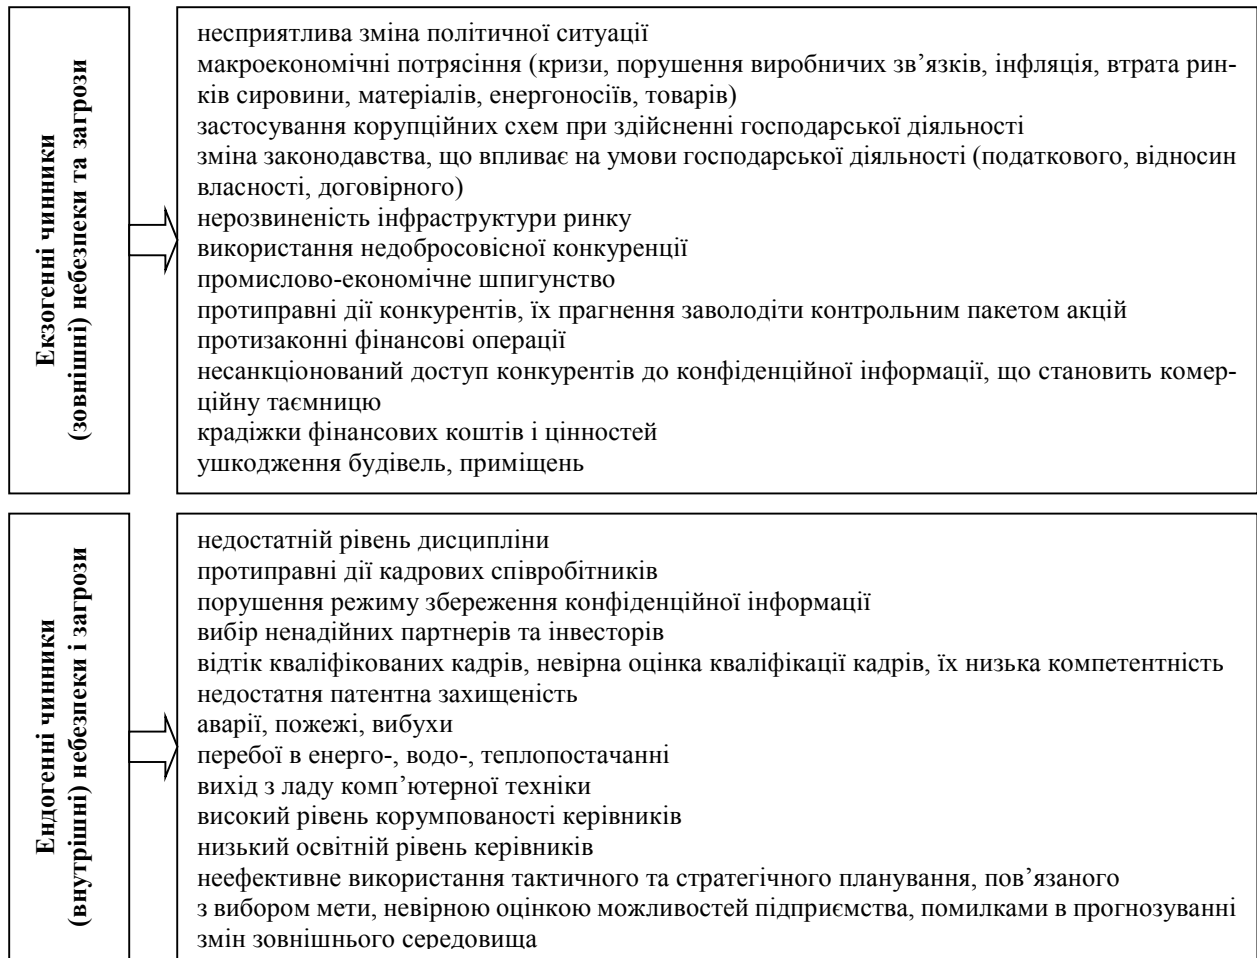 Екзогенні чинники
(зовнішні) небезпеки та загрози
несприятлива зміна політичної ситуації
макроекономічні потрясіння (кризи, порушення виробничих зв’язків, інфляція, втрата рин-
ків сировини, матеріалів, енергоносіїв, товарів)
застосування корупційних схем при здійсненні господарської діяльності
зміна законодавства, що впливає на умови господарської діяльності (податкового, відносин
власності, договірного)
нерозвиненість інфраструктури ринку
використання недобросовісної конкуренції
промислово-економічне шпигунство
протиправні дії конкурентів, їх прагнення заволодіти контрольним пакетом акцій
протизаконні фінансові операції
несанкціонований доступ конкурентів до конфіденційної інформації, що становить комер-
ційну таємницю
крадіжки фінансових коштів і цінностей
ушкодження будівель, приміщень
Ендогенні чинники
(внутрішні) небезпеки і загрози
недостатній рівень дисципліни
протиправні дії кадрових співробітників
порушення режиму збереження конфіденційної інформації
вибір ненадійних партнерів та інвесторів
відтік кваліфікованих кадрів, невірна оцінка кваліфікації кадрів, їх низька компетентність
недостатня патентна захищеність
аварії, пожежі, вибухи
перебої в енерго-, водо-, теплопостачанні
вихід з ладу комп’ютерної техніки
високий рівень корумпованості керівників
низький освітній рівень керівників
неефективне використання тактичного та стратегічного планування, пов’язаного
з вибором мети, невірною оцінкою можливостей підприємства, помилками в прогнозуванні
змін зовнішнього середовища